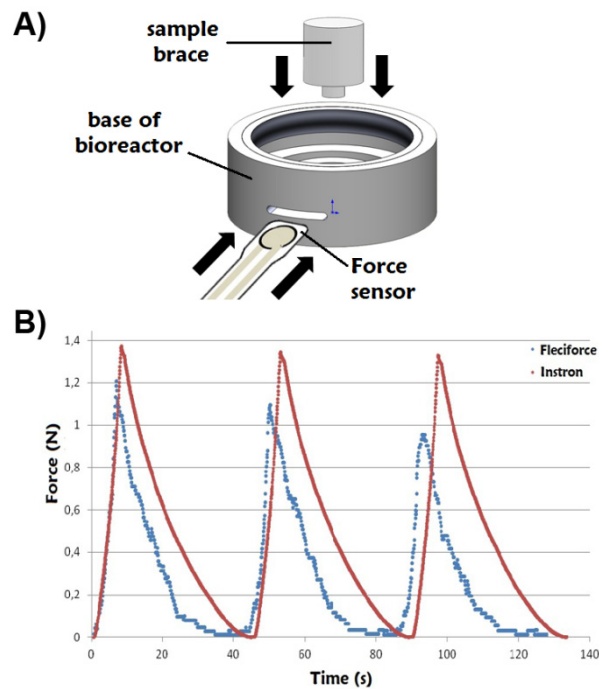 A)
sample
brace
base of
bioreactor
Force
sensor
B)
1,4
1,2
1
0,8
0,6
0,4
0,2
0
Force (N)
Fleciforce
Instron
0
20
40
60
80
100
120
140
Time (s)